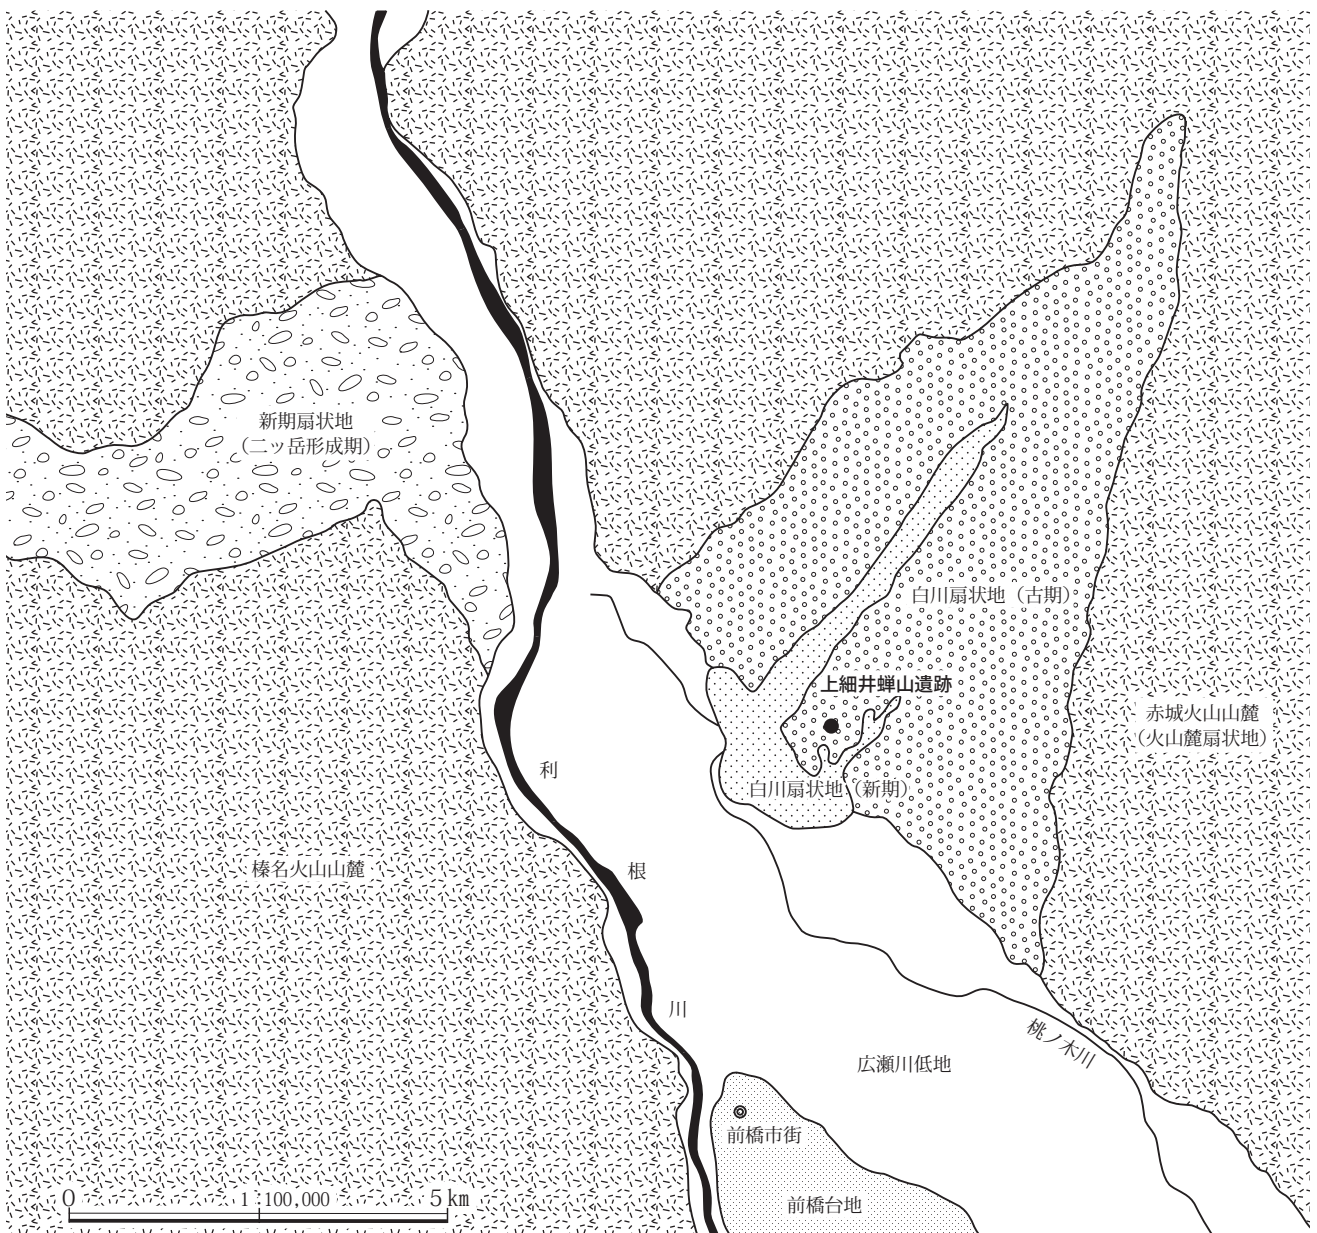 新期扇状地
(二ッ岳形成期)
白川扇状地(古期)
上細井蝉山遺跡
赤城火山山麓
(火山麓扇状地)
白川扇状地(新期)
利
根
川
榛名火山山麓
桃ノ木川
広瀬川低地
前橋市街
前橋台地
0 1:100,000 5km